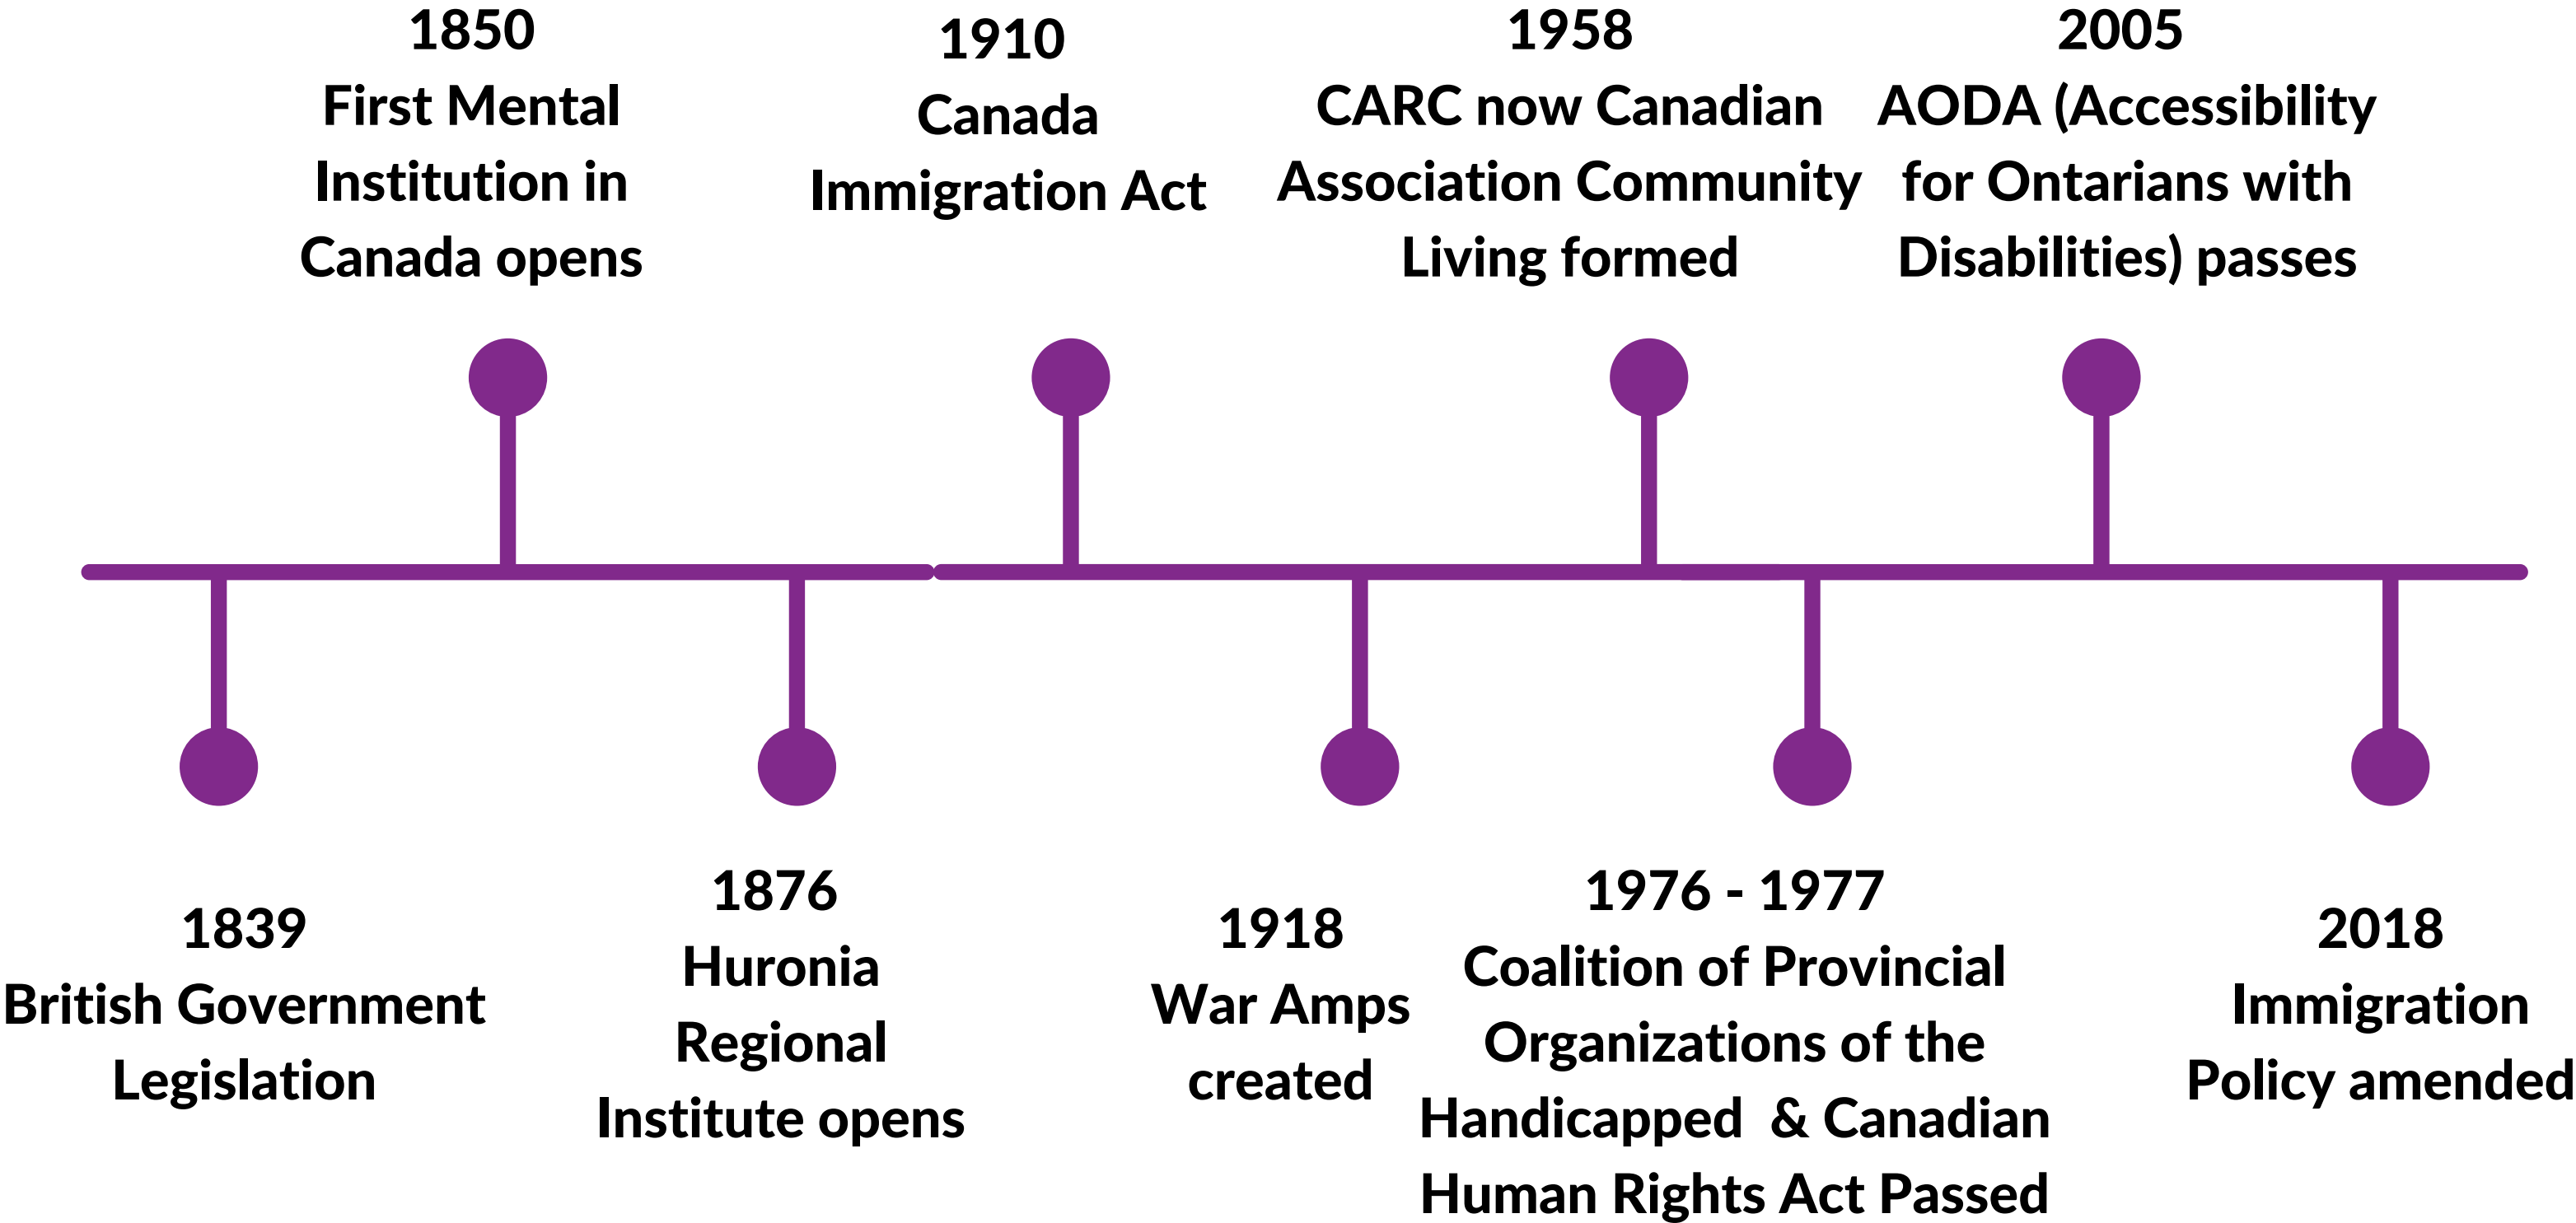 1850
First Mental
Institution in
Canada opens
1910
Canada
Immigration Act
1958
CARC now Canadian
Association Community
Living formed
2005
AODA (Accessibility
for Ontarians with
Disabilities) passes
1839
British Government
Legislation
1876
Huronia
Regional
Institute opens
1918
War Amps
created
1976 - 1977
Coalition of Provincial
Organizations of the
Handicapped  & Canadian
Human Rights Act Passed
2018
Immigration
Policy amended